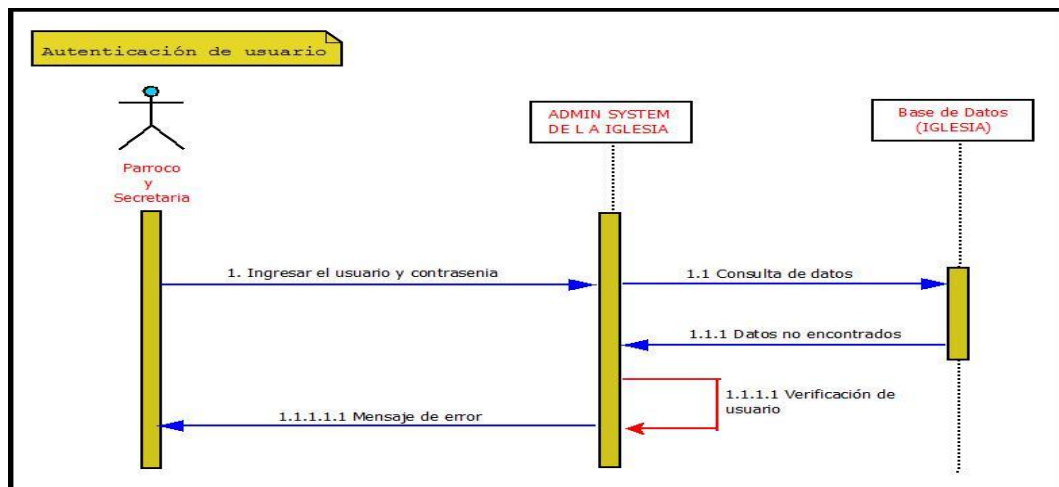 Autenticación de usuario
ADMIN SYSTEM
DE L A IGLESIA
Base de Datos
(IGLESIA)
Parroco
y
Secretaria
1. Ingresar el usuario y contrasenia
1.1 Consulta de datos
1.1.1 Datos no encontrados
1.1.1.1 Verificación de
usuario
1.1.1.1.1 Mensaje de error